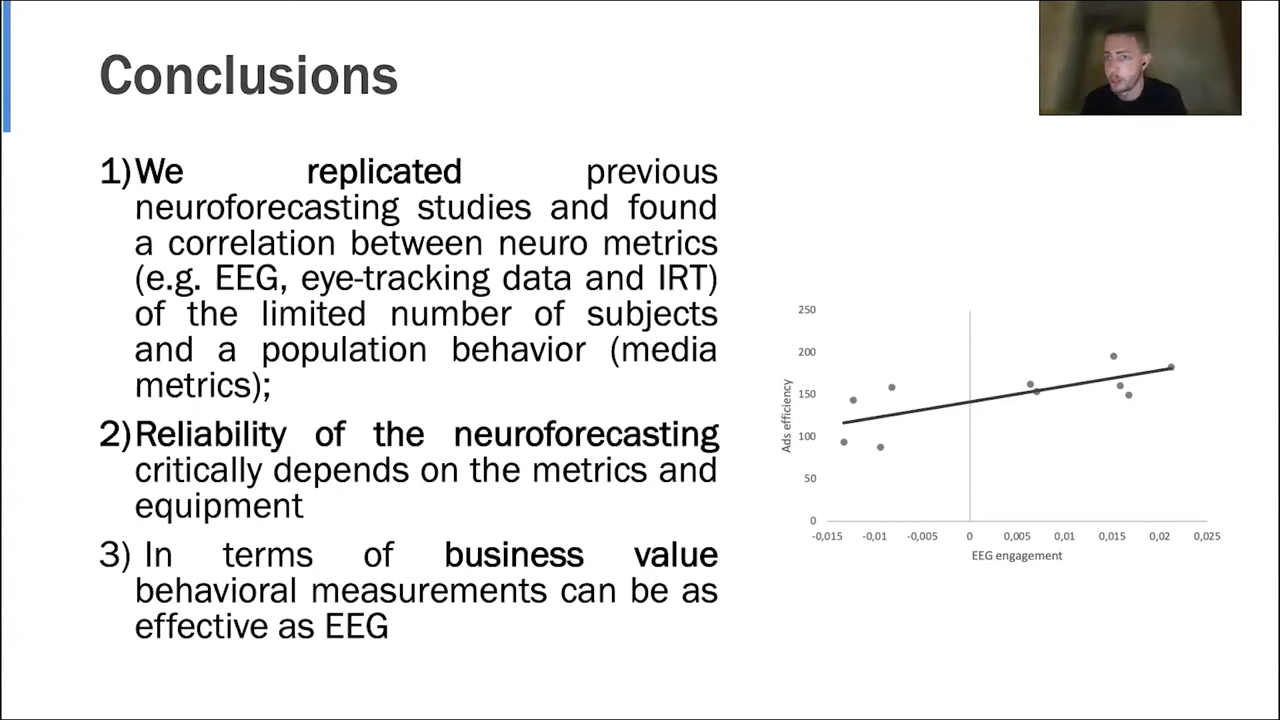 Conclusions
1) We replicated previous
neuroforecasting studies and found
a correlation between neuro metrics
(e.g. EEG, eye-tracking data and IRT)
of the limited number of subjects
and a population behavior (media
metrics);
2) Reliability of the neuroforecasting
critically depends on the metrics and
equipment
3) In terms of business value
behavioral measurements can be as
effective as EEG
250
200
150
100
50
0
Ads efficiency
-0,015 -0,01 -0,005 0 0,005 0,01 0,015 0,02 0,025
EEG engagement